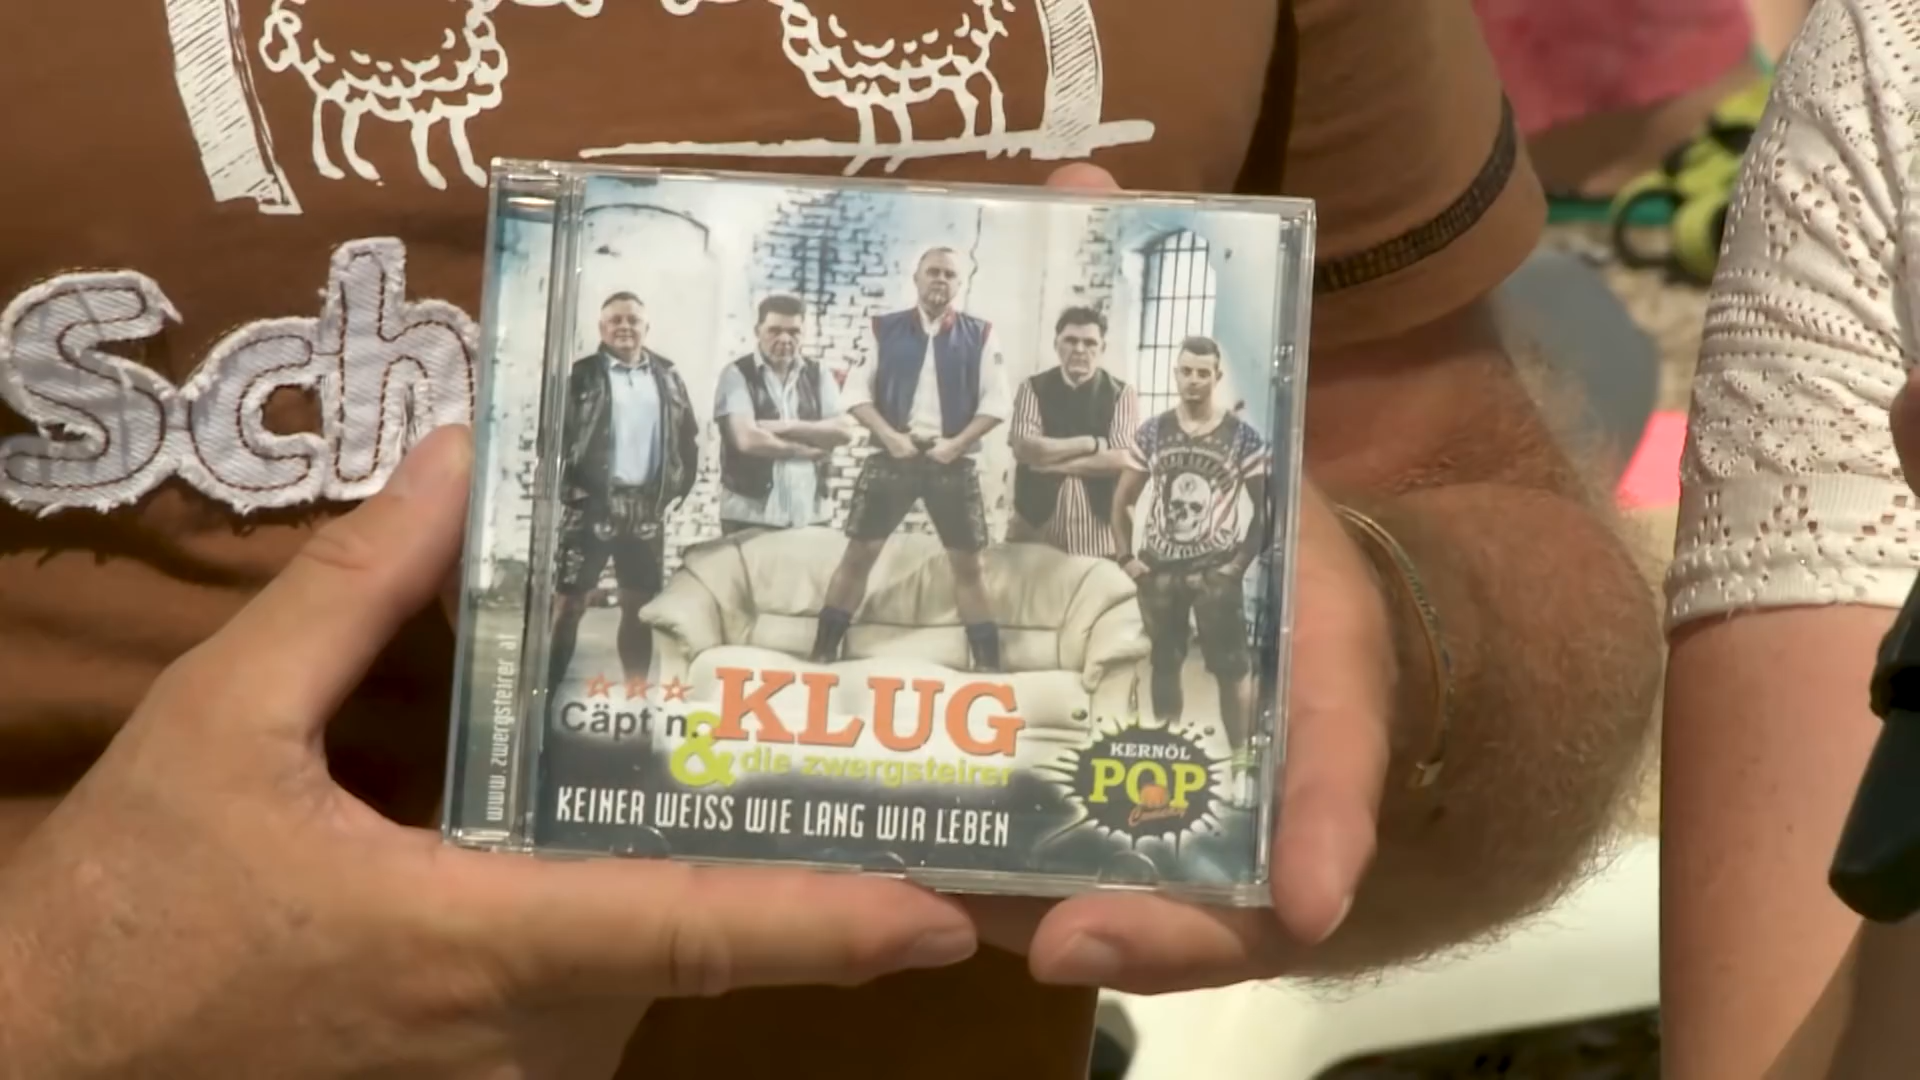 Sch
www.zwergsteirer.at
Cäpt´n.KLUG
& die zwergsteirer
KEINER WEISS WIE LANG WIR LEBEN
KERNÖL
POP